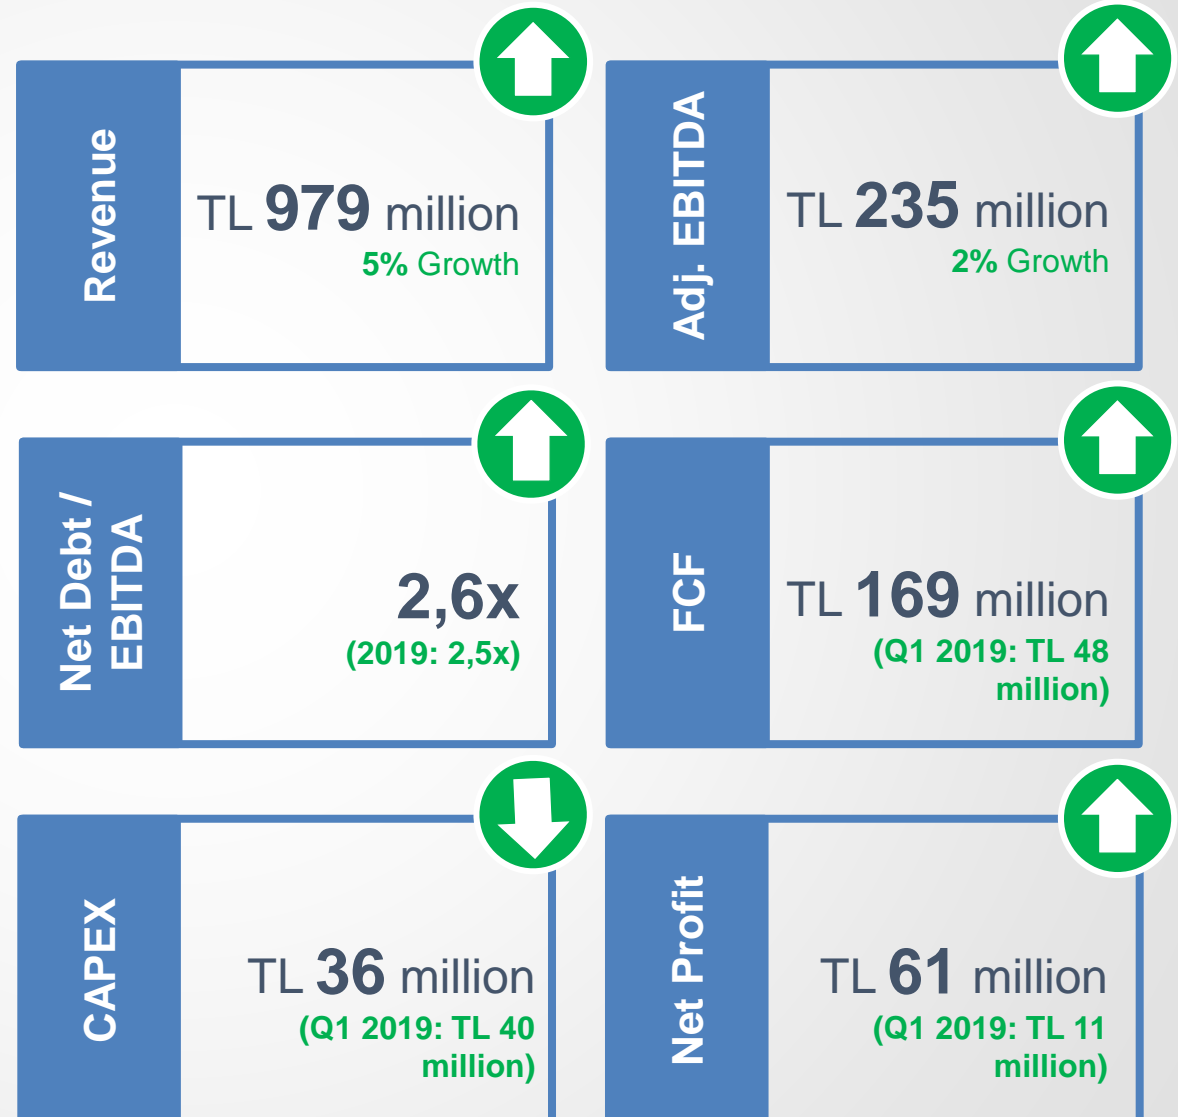 Revenue
TL 979 million
5% Growth
Adj. EBITDA
TL 235 million
2% Growth
Net Debt /
EBITDA
2,6x
(2019: 2,5x)
FCF
TL 169 million
(Q1 2019: TL 48
million)
CAPEX
TL 36 million
(Q1 2019: TL 40
million)
Net Profit
TL 61 million
(Q1 2019: TL 11
million)